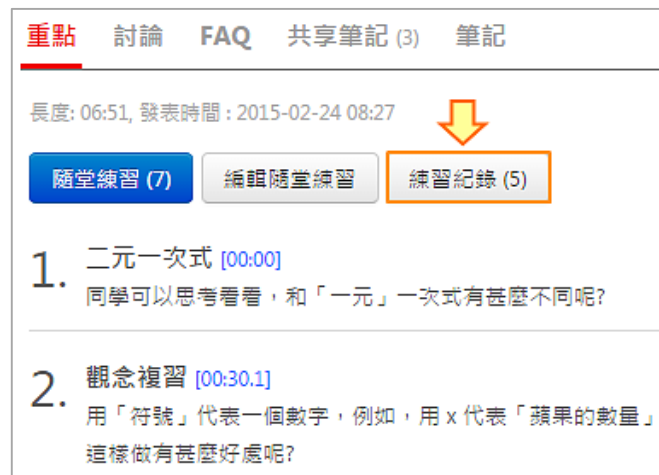 重點 討論 FAQ 共享筆記 (3) 筆記
長度: 06:51, 發表時間 : 2015-02-24 08:27
隨堂練習 (7) 編輯隨堂練習 練習紀錄 (5)
1. 二元一次式 [00:00]
同學可以思考看看，和「一元」一次式有甚麼不同呢?
2. 觀念複習 [00:30.1]
用「符號」代表一個數字，例如，用 x 代表「蘋果的數量」
這樣做有甚麼好處呢?